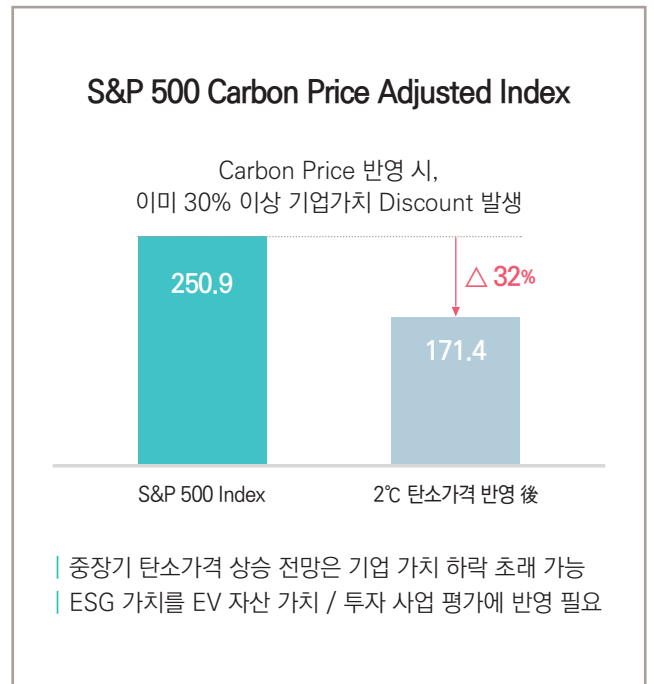 S&P 500 Carbon Price Adjusted Index
Carbon Price 반영 시,
이미 30% 이상 기업가치 Discount 발생
250.9
△ 32%
171.4
S&P 500 Index
2℃ 탄소가격 반영 後
| 중장기 탄소가격 상승 전망은 기업 가치 하락 초래 가능
| ESG 가치를 EV 자산 가치 / 투자 사업 평가에 반영 필요